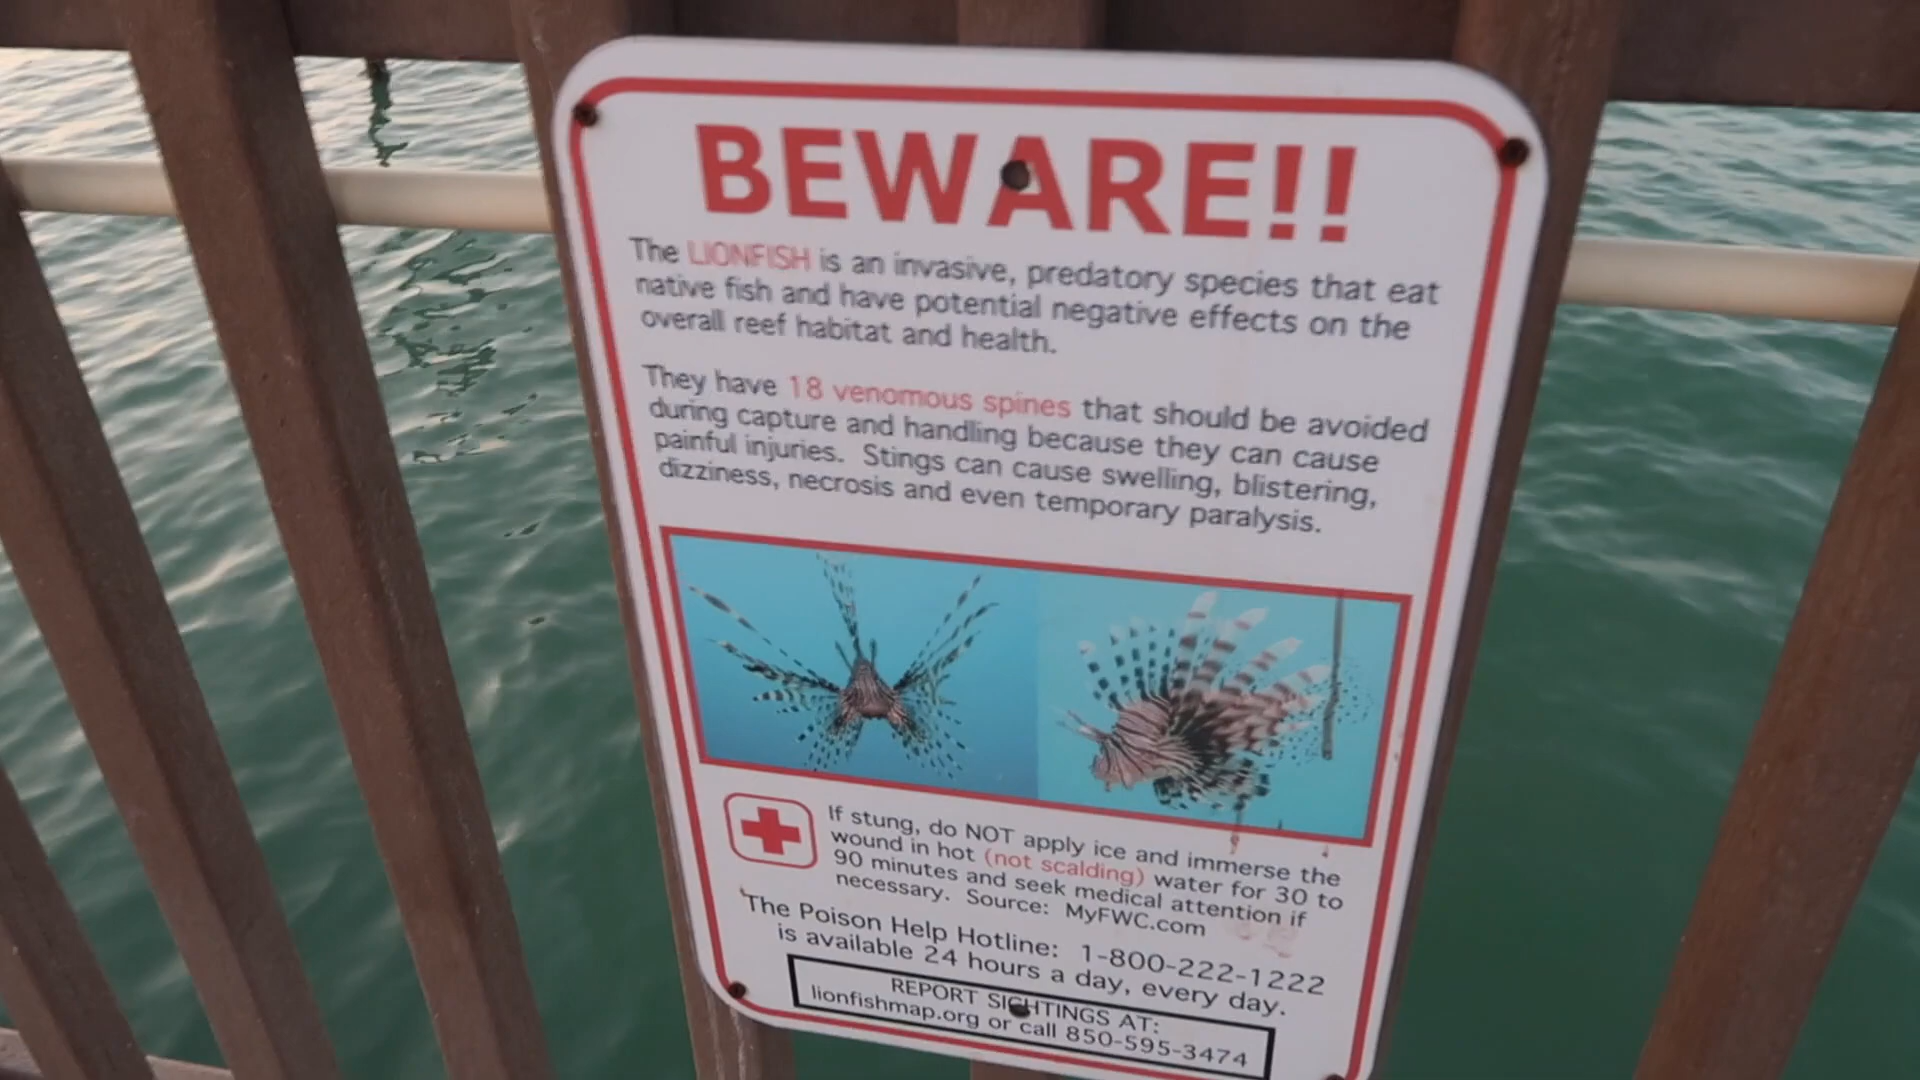 BEWARE!!
The LIONFISH is an invasive, predatory species that eat
native fish and have potential negative effects on the
overall reef habitat and health.
They have 18 venomous spines that should be avoided
during capture and handling because they can cause
painful injuries. Stings can cause swelling, blistering,
dizziness, necrosis and even temporary paralysis.
If stung, do NOT apply ice and immerse the
wound in hot (not scalding) water for 30 to
90 minutes and seek medical attention if
necessary. Source: MyFWC.com
The Poison Help Hotline: 1-800-222-1222
is available 24 hours a day, every day.
REPORT SIGHTINGS AT:
lionfishmap.org or call 850-595-3474